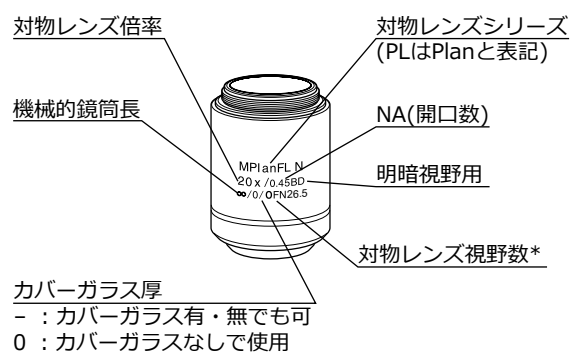 対物レンズ倍率
対物レンズシリーズ
(PLはPlanと表記)
機械的鏡筒長
NA(開口数)
MPlanFL N
20x/0.45BD
∞/0/OFN26.5
明暗視野用
対物レンズ視野数*
カバーガラス厚
– ：カバーガラス有・無でも可
0 ：カバーガラスなしで使用